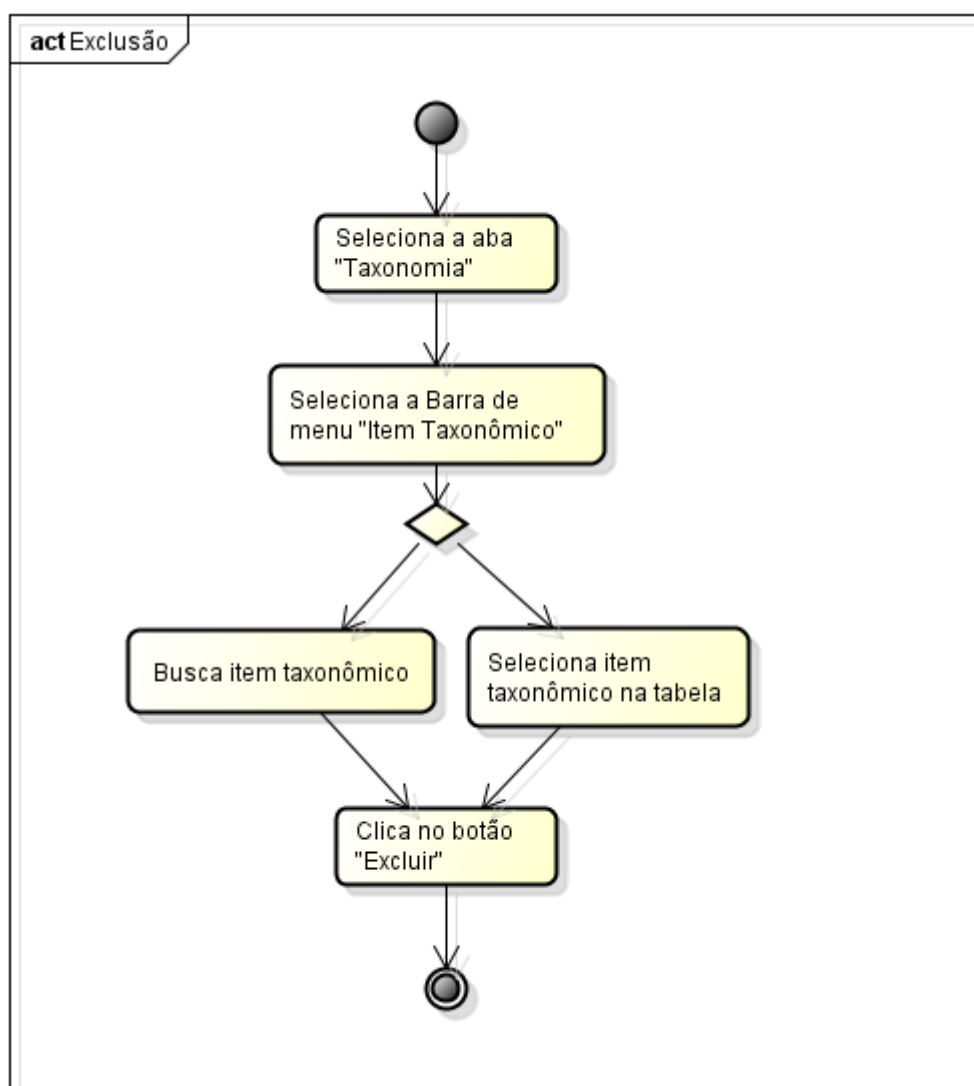 act Exclusão
Seleciona a aba
"Taxonomia"
Seleciona a Barra de
menu "Item Taxonômico"
Busca item taxonômico
Seleciona item
taxonômico na tabela
Clica no botão
"Excluir"